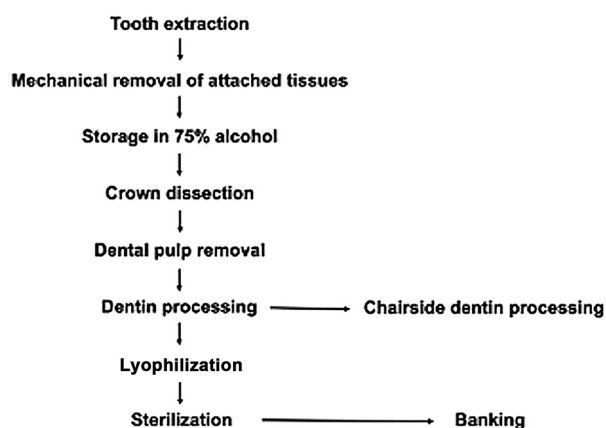 Tooth extraction
Mechanical removal of attached tissues
Storage in 75% alcohol
Crown dissection
Dental pulp removal
Dentin processing
Chairside dentin processing
Lyophilization
Sterilization
Banking